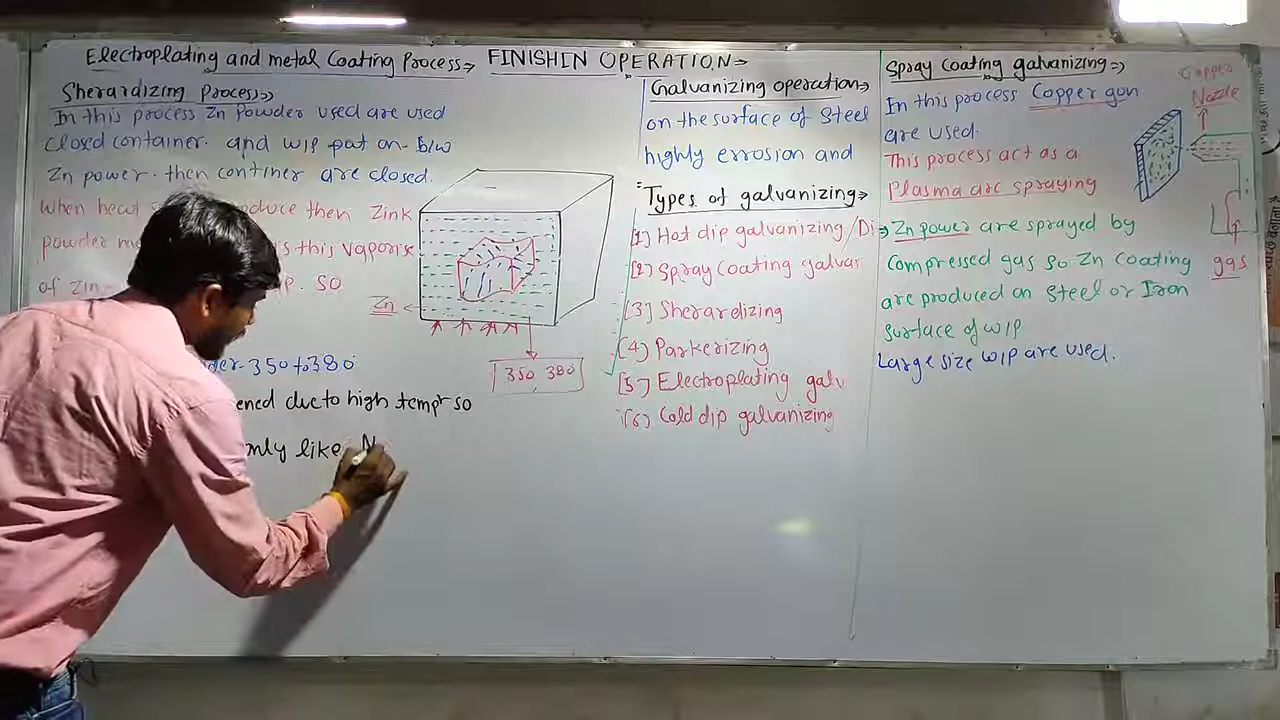 Electroplating and metal Coating Process⇒ FINISHIN OPERATION⇒
Sherardizing Process⇒
In this process Zn Powder used are used
closed container. and W/P put on b/w
Zn power. then continer are closed.
When heat produce then Zink
powder this vaporise
of so
Zn
350 380
350 to 380
ened due to high tempr so
only like N
Galvanizing operation⇒
on the surface of Steel
highly errosion and
Types of galvanizing⇒
(1) Hot dip galvanizing/Di
(2) Spray Coating galvas
(3) Sherardizing
(4) Parkerizing
(5) Electroplating galv
(6) Cold dip galvanizing
Spray Coating galvanizing⇒
In this process Copper gun
are used.
This process act as a
Plasma arc spraying
⇒ Zn power are sprayed by
Compressed gas so Zn coating
are produced on Steel or Iron
surface of W/P
Large size W/P are used.
Copper
Nozzle
gas